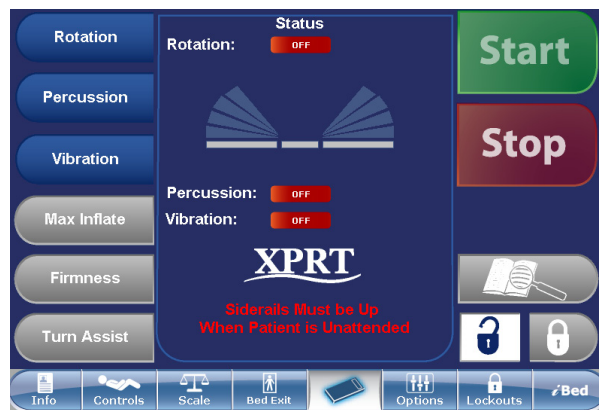 Rotation
Percussion
Vibration
Max Inflate
Firmness
Turn Assist
Status
Rotation: OFF
Percussion: OFF
Vibration: OFF
XPRT
Siderails Must be Up
When Patient is Unattended
Start
Stop
Info
Controls
Scale
Bed Exit
Options
Lockouts
iBed